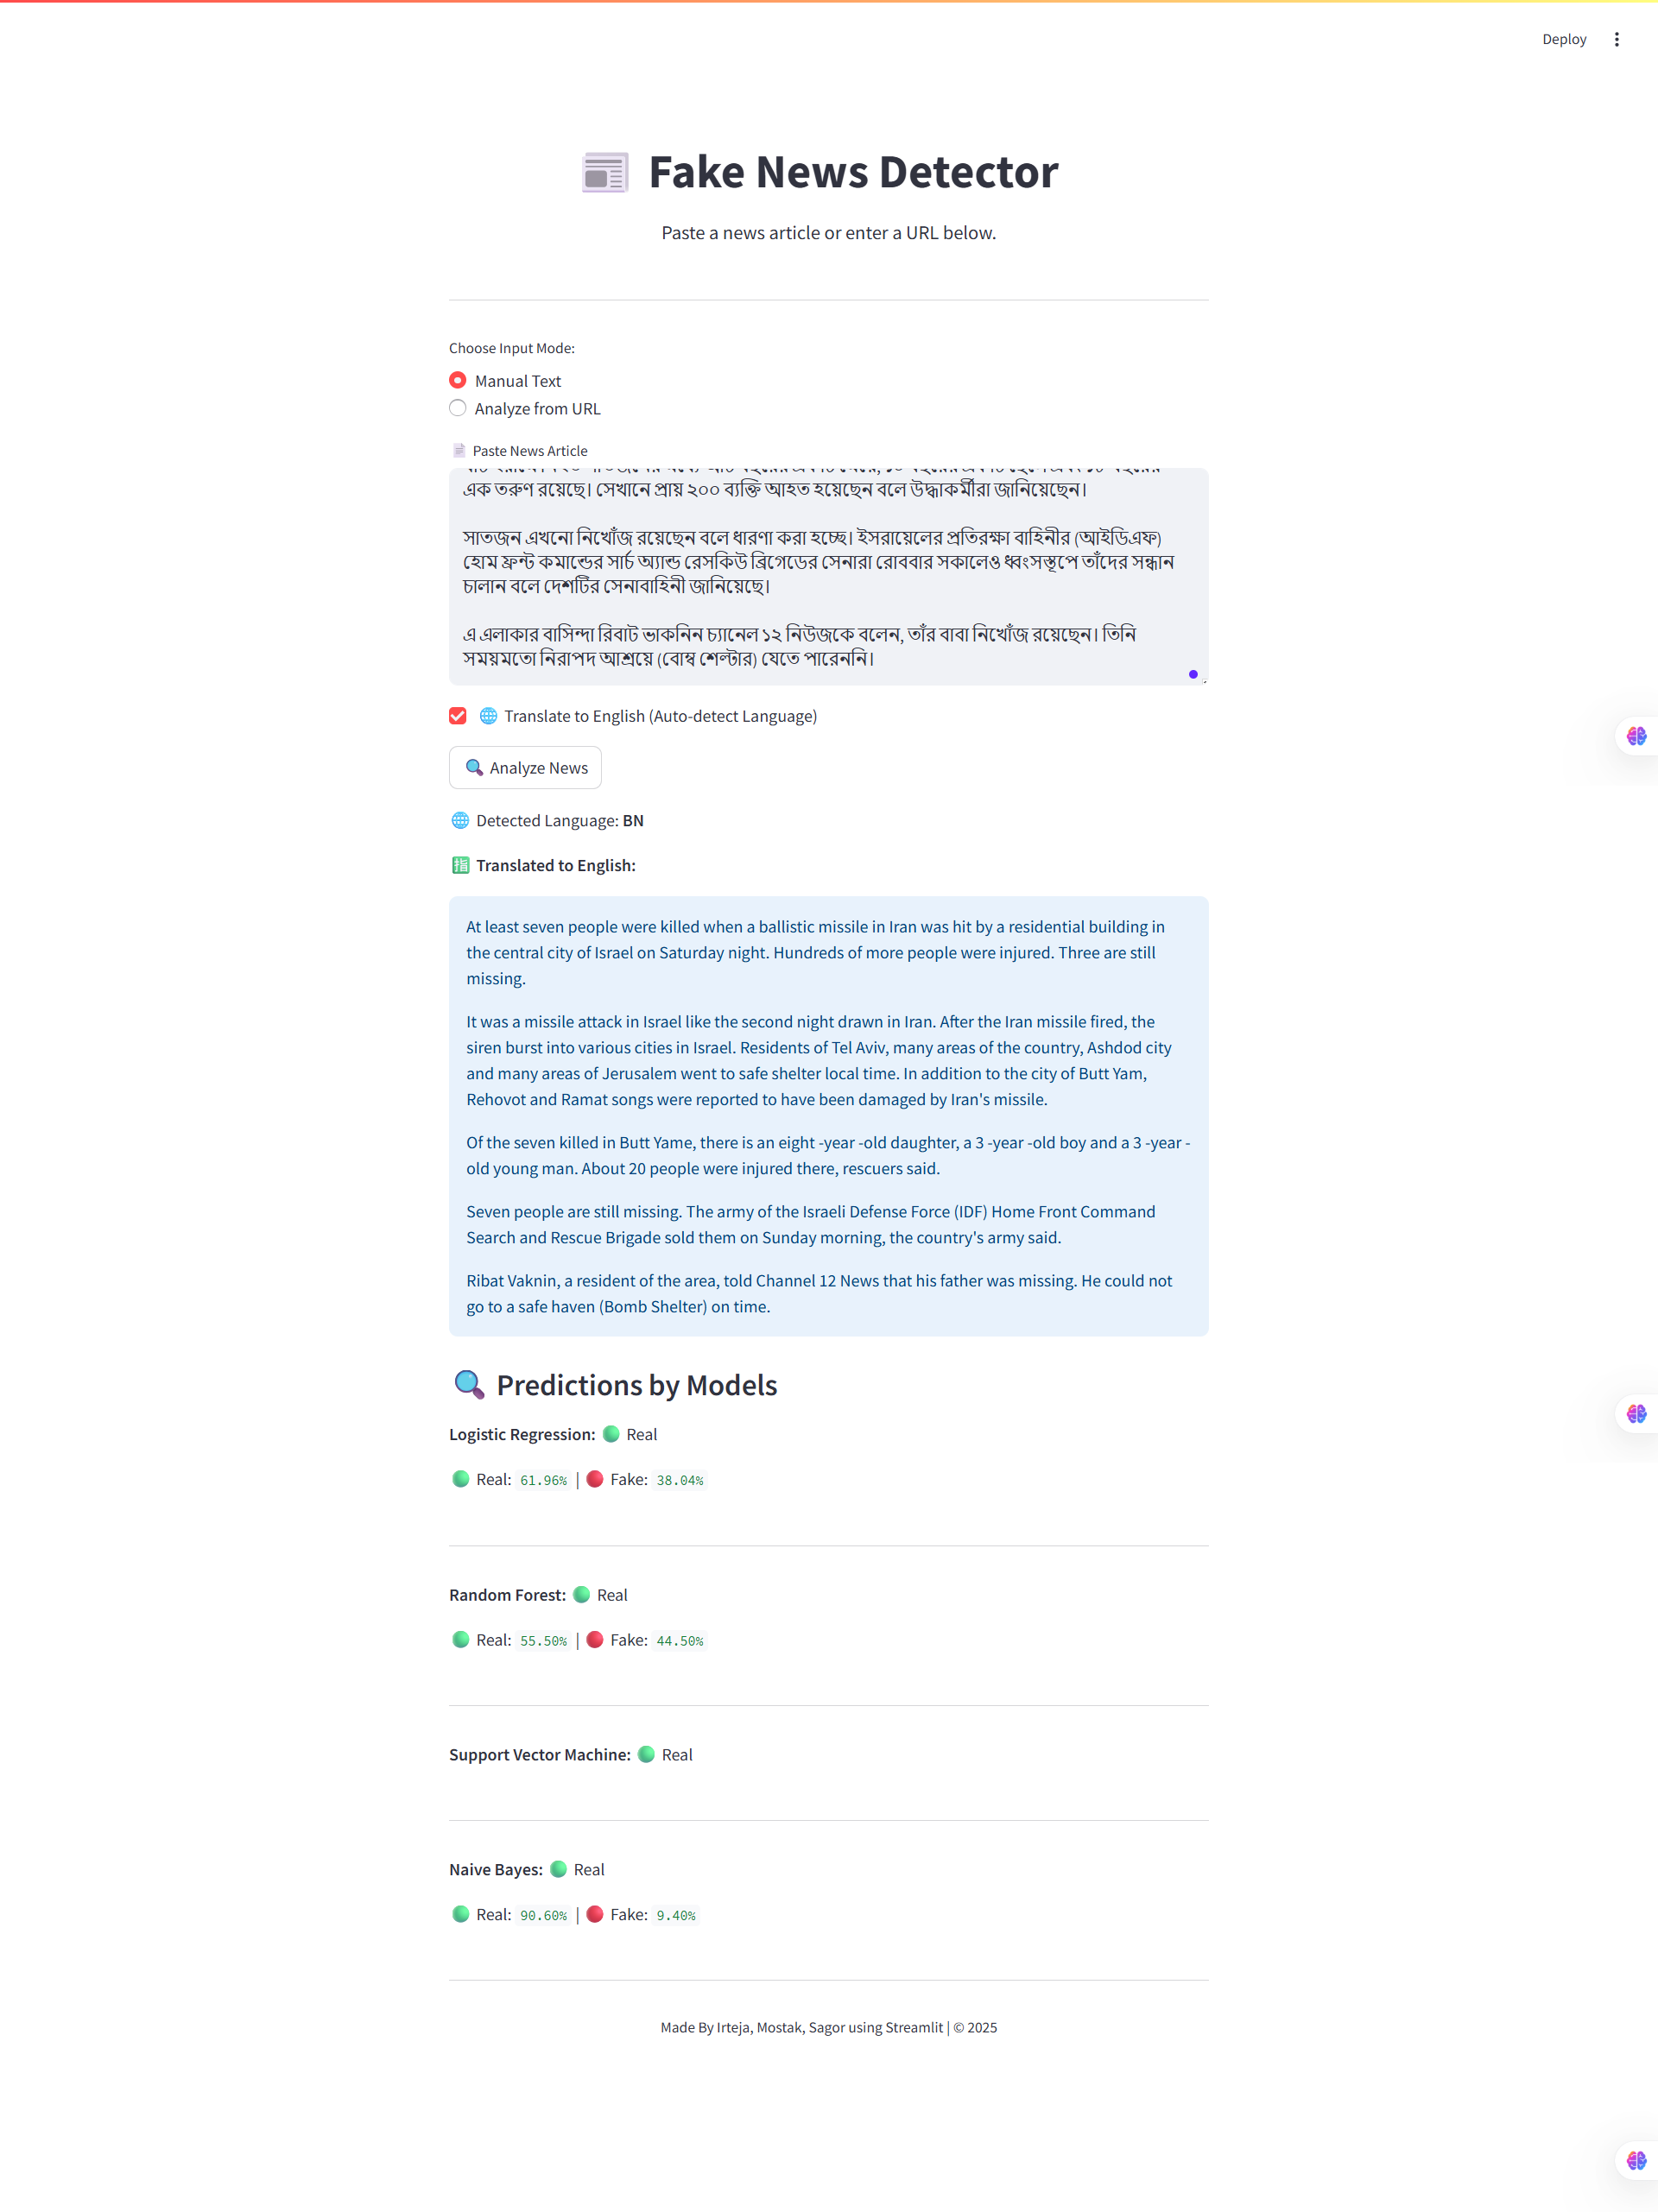 Deploy
Fake News Detector
Paste a news article or enter a URL below.
Choose Input Mode:
Manual Text
Analyze from URL
Paste News Article
এক তরুণ রয়েছে। সেখানে প্রায় ২০০ ব্যক্তি আহত হয়েছেন বলে উদ্ধাকর্মীরা জানিয়েছেন।
সাতজন এখনো নিখোঁজ রয়েছেন বলে ধারণা করা হচ্ছে। ইসরায়েলের প্রতিরক্ষা বাহিনীর (আইডিএফ)
হোম ফ্রন্ট কমান্ডের সার্চ অ্যান্ড রেসকিউ ব্রিগেডের সেনারা রোববার সকালেও ধ্বংসস্তূপে তাঁদের সন্ধান
চালান বলে দেশটির সেনাবাহিনী জানিয়েছে।
এ এলাকার বাসিন্দা রিবাট ভাকনিন চ্যানেল ১২ নিউজকে বলেন, তাঁর বাবা নিখোঁজ রয়েছেন। তিনি
সময়মতো নিরাপদ আশ্রয়ে (বোম্ব শেল্টার) যেতে পারেননি।
Translate to English (Auto-detect Language)
Analyze News
Detected Language: BN
Translated to English:
At least seven people were killed when a ballistic missile in Iran was hit by a residential building in
the central city of Israel on Saturday night. Hundreds of more people were injured. Three are still
missing.
It was a missile attack in Israel like the second night drawn in Iran. After the Iran missile fired, the
siren burst into various cities in Israel. Residents of Tel Aviv, many areas of the country, Ashdod city
and many areas of Jerusalem went to safe shelter local time. In addition to the city of Butt Yam,
Rehovot and Ramat songs were reported to have been damaged by Iran's missile.
Of the seven killed in Butt Yame, there is an eight -year -old daughter, a 3 -year -old boy and a 3 -year -
old young man. About 20 people were injured there, rescuers said.
Seven people are still missing. The army of the Israeli Defense Force (IDF) Home Front Command
Search and Rescue Brigade sold them on Sunday morning, the country's army said.
Ribat Vaknin, a resident of the area, told Channel 12 News that his father was missing. He could not
go to a safe haven (Bomb Shelter) on time.
Predictions by Models
Logistic Regression: Real
Real: 61.96% | Fake: 38.04%
Random Forest: Real
Real: 55.50% | Fake: 44.50%
Support Vector Machine: Real
Naive Bayes: Real
Real: 90.60% | Fake: 9.40%
Made By Irteja, Mostak, Sagor using Streamlit | © 2025